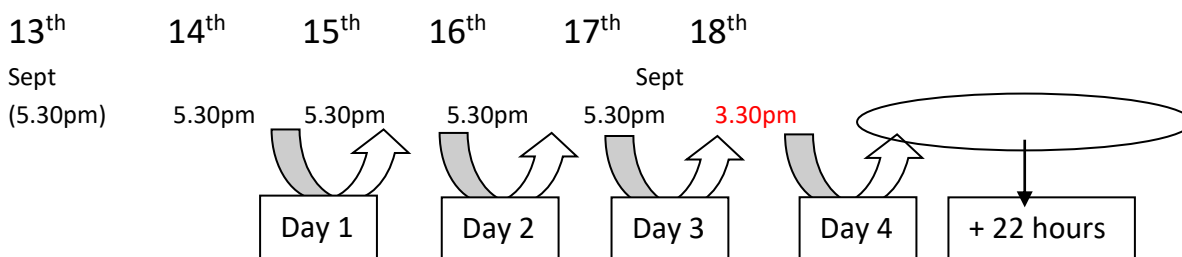 13th 14th 15th 16th 17th 18th
Sept Sept
(5.30pm) 5.30pm 5.30pm 5.30pm 5.30pm 3.30pm
Day 1 Day 2 Day 3 Day 4 + 22 hours